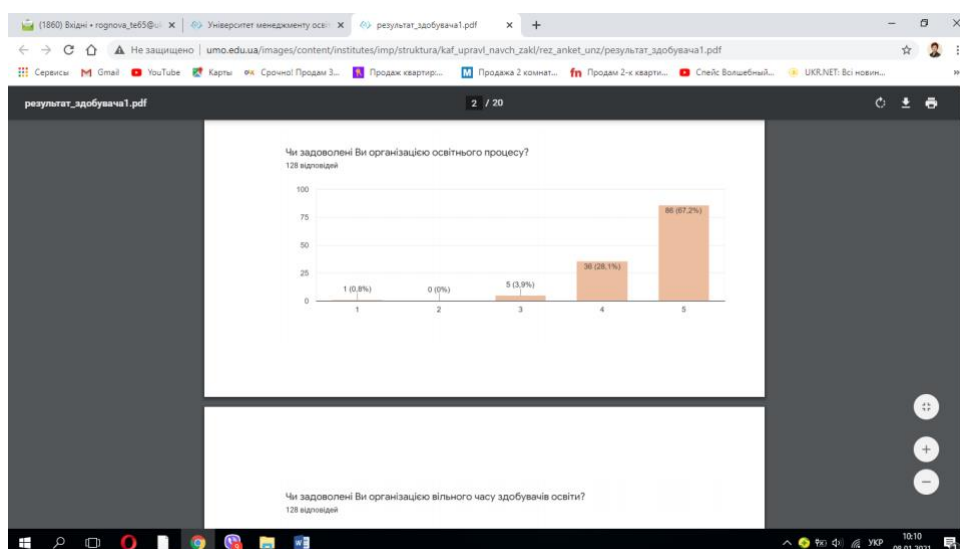 (1860) Вхідні • rognova_te65@u
Університет менеджменту осві
результат_здобувача1.pdf
Не защищено | umo.edu.ua/images/content/institutes/imp/struktura/kaf_upravl_navch_zakl/rez_anket_unz/результат_здобувача1.pdf
Сервисы Gmail YouTube Карты Срочно! Продам 3... Продаж квартир:... Продажа 2 комнат... Продам 2-х кварти... Спейс Волшебный... UKR.NET: Всі новин...
результат_здобувача1.pdf
2 / 20
Чи задоволені Ви організацією освітнього процесу?
128 відповідей
100
75
50
25
0
1 (0,8%)
0 (0%)
5 (3,9%)
36 (28,1%)
86 (67,2%)
1 2 3 4 5
Чи задоволені Ви організацією вільного часу здобувачів освіти?
128 відповідей
УКР
10:10
08.01.2021